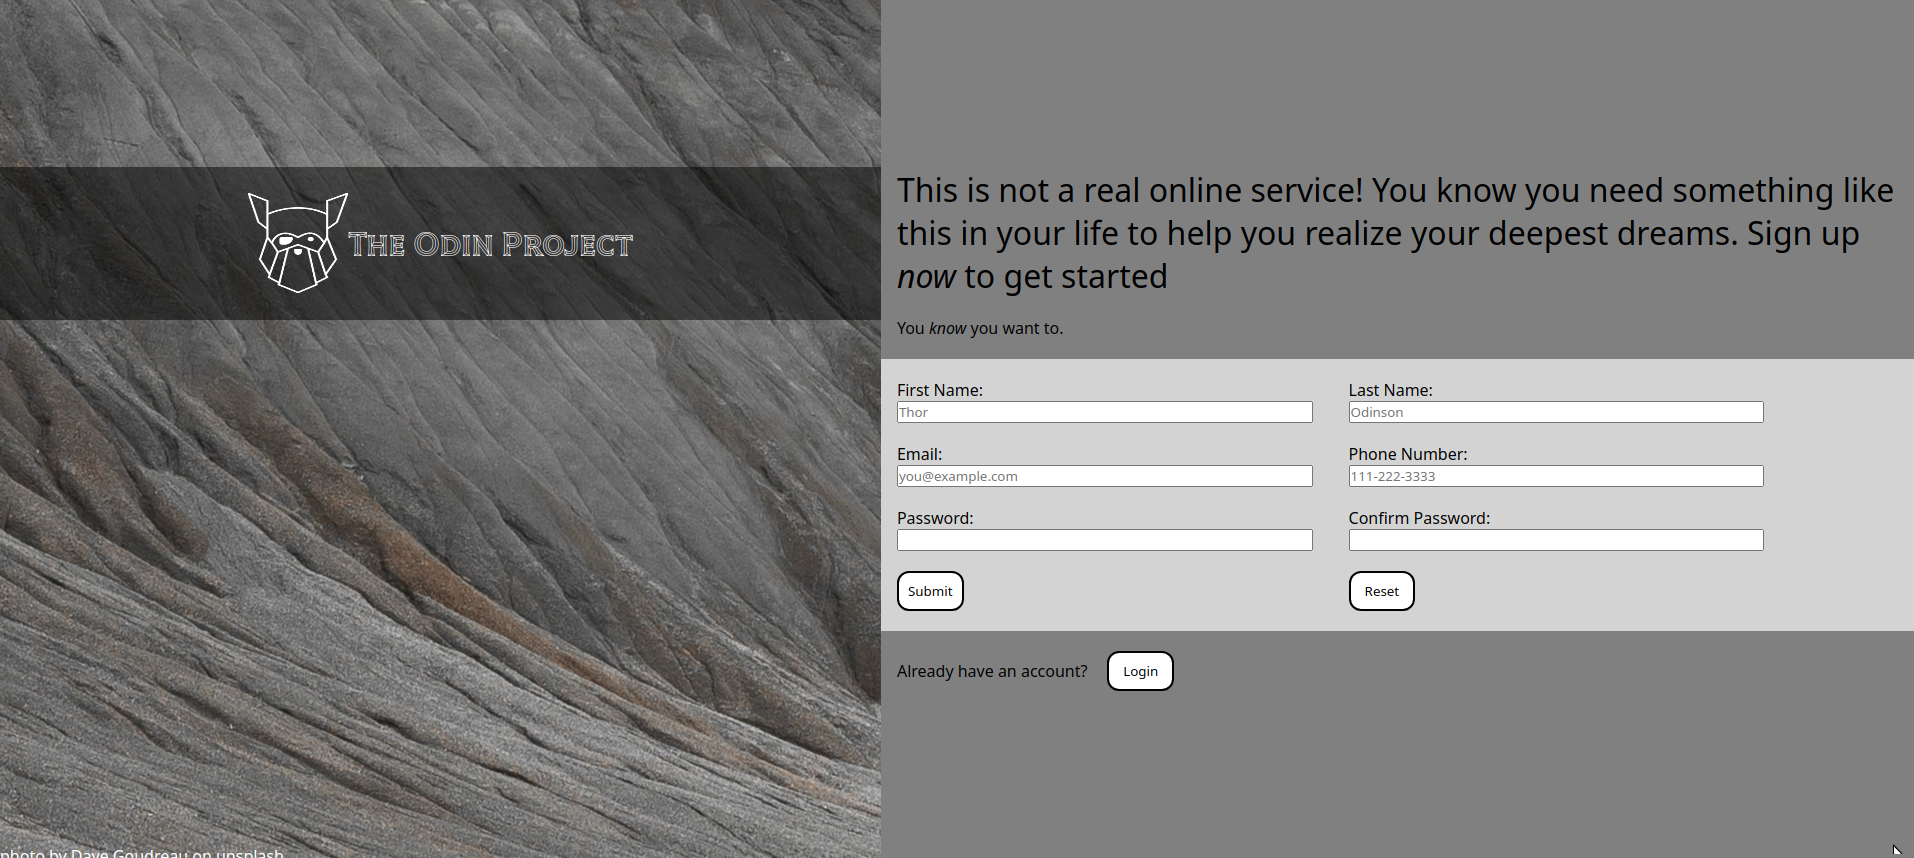 THE ODIN PROJECT
This is not a real online service! You know you need something like
this in your life to help you realize your deepest dreams. Sign up
now to get started
You know you want to.
First Name:
Last Name:
Thor
Odinson
Email:
Phone Number:
you@example.com
111-222-3333
Password:
Confirm Password:
Submit
Reset
Already have an account?
Login
photo by Dave Goudreau on unsplash